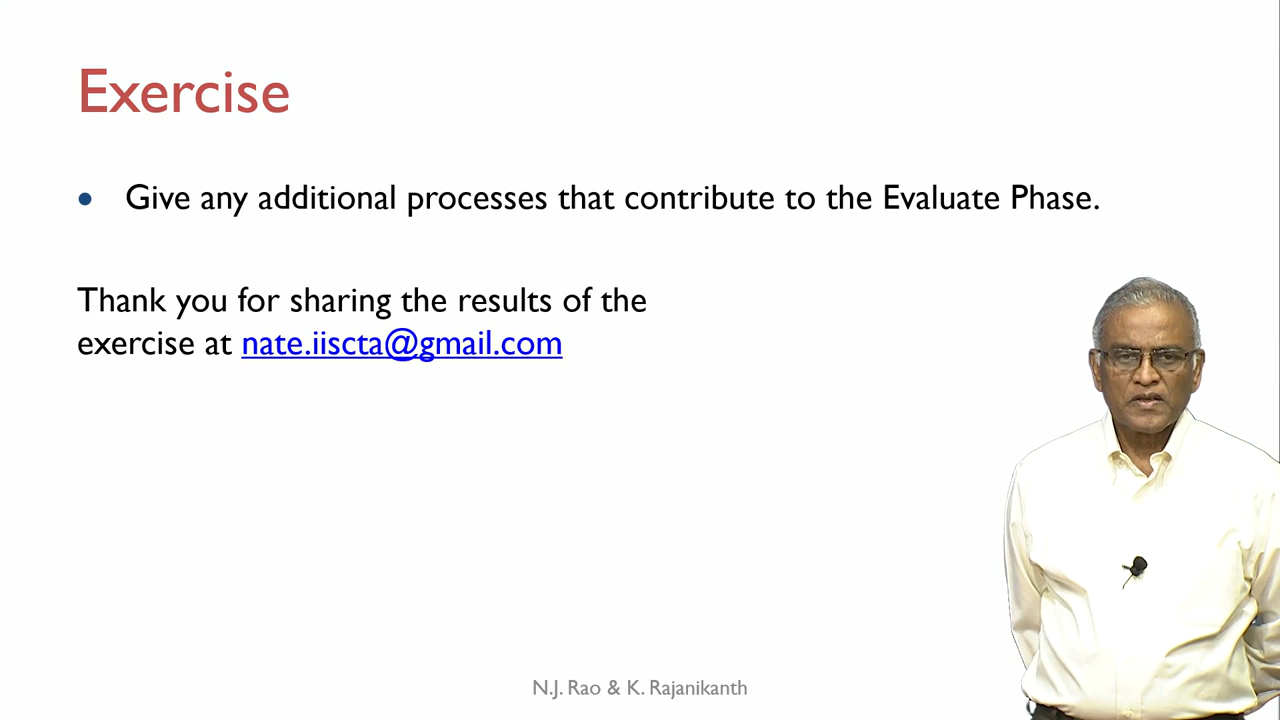 Exercise
• Give any additional processes that contribute to the Evaluate Phase.
Thank you for sharing the results of the
exercise at nate.iiscta@gmail.com
N.J. Rao & K. Rajanikanth